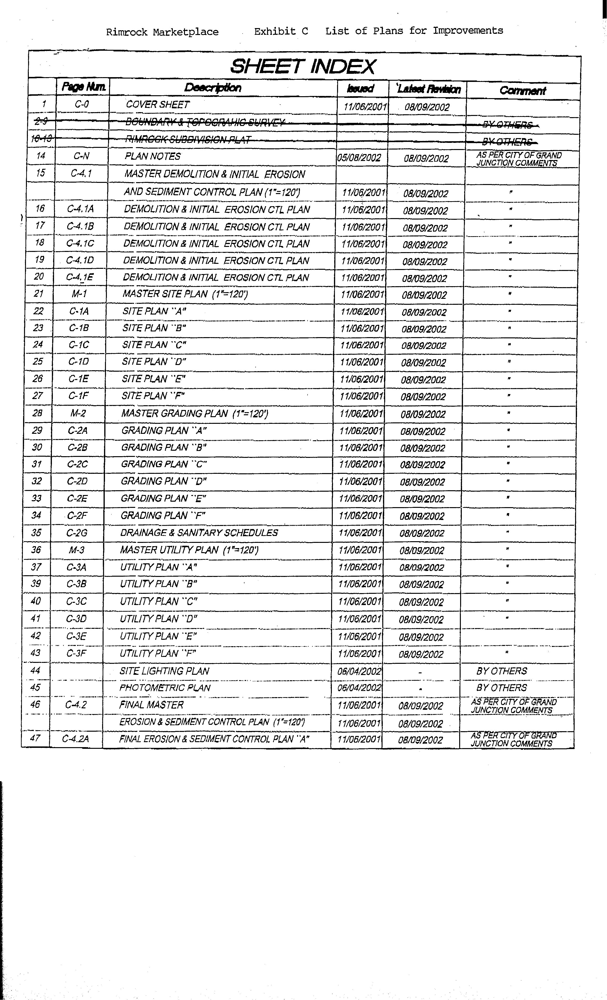 Rimrock Marketplace Exhibit C List of Plans for Improvements
SHEET INDEX
Page Num. Description Issued Latest Revision Comment
1 C-0 COVER SHEET 11/06/2001 08/09/2002
2-9 BOUNDARY & TOPOGRAHIC SURVEY BY OTHERS
10-13 RIMROCK SUBDIVISION PLAT BY OTHERS
14 C-N PLAN NOTES 05/08/2002 08/09/2002 AS PER CITY OF GRAND
JUNCTION COMMENTS
15 C-4.1 MASTER DEMOLITION & INITIAL EROSION
AND SEDIMENT CONTROL PLAN (1"=120') 11/06/2001 08/09/2002 "
16 C-4.1A DEMOLITION & INITIAL EROSION CTL PLAN 11/06/2001 08/09/2002 "
17 C-4.1B DEMOLITION & INITIAL EROSION CTL PLAN 11/06/2001 08/09/2002 "
18 C-4.1C DEMOLITION & INITIAL EROSION CTL PLAN 11/06/2001 08/09/2002 "
19 C-4.1D DEMOLITION & INITIAL EROSION CTL PLAN 11/06/2001 08/09/2002 "
20 C-4.1E DEMOLITION & INITIAL EROSION CTL PLAN 11/06/2001 08/09/2002 "
21 M-1 MASTER SITE PLAN (1"=120') 11/06/2001 08/09/2002 "
22 C-1A SITE PLAN "A" 11/06/2001 08/09/2002 "
23 C-1B SITE PLAN "B" 11/06/2001 08/09/2002 "
24 C-1C SITE PLAN "C" 11/06/2001 08/09/2002 "
25 C-1D SITE PLAN "D" 11/06/2001 08/09/2002 "
26 C-1E SITE PLAN "E" 11/06/2001 08/09/2002 "
27 C-1F SITE PLAN "F" 11/06/2001 08/09/2002 "
28 M-2 MASTER GRADING PLAN (1"=120') 11/06/2001 08/09/2002 "
29 C-2A GRADING PLAN "A" 11/06/2001 08/09/2002 "
30 C-2B GRADING PLAN "B" 11/06/2001 08/09/2002 "
31 C-2C GRADING PLAN "C" 11/06/2001 08/09/2002 "
32 C-2D GRADING PLAN "D" 11/06/2001 08/09/2002 "
33 C-2E GRADING PLAN "E" 11/06/2001 08/09/2002 "
34 C-2F GRADING PLAN "F" 11/06/2001 08/09/2002 "
35 C-2G DRAINAGE & SANITARY SCHEDULES 11/06/2001 08/09/2002 "
36 M-3 MASTER UTILITY PLAN (1"=120') 11/06/2001 08/09/2002 "
37 C-3A UTILITY PLAN "A" 11/06/2001 08/09/2002 "
39 C-3B UTILITY PLAN "B" 11/06/2001 08/09/2002 "
40 C-3C UTILITY PLAN "C" 11/06/2001 08/09/2002 "
41 C-3D UTILITY PLAN "D" 11/06/2001 08/09/2002 "
42 C-3E UTILITY PLAN "E" 11/06/2001 08/09/2002
43 C-3F UTILITY PLAN "F" 11/06/2001 08/09/2002 "
44 SITE LIGHTING PLAN 06/04/2002 - BY OTHERS
45 PHOTOMETRIC PLAN 06/04/2002 - BY OTHERS
46 C-4.2 FINAL MASTER 11/06/2001 08/09/2002 AS PER CITY OF GRAND
JUNCTION COMMENTS
EROSION & SEDIMENT CONTROL PLAN (1"=120') 11/06/2001 08/09/2002
47 C-4.2A FINAL EROSION & SEDIMENT CONTROL PLAN "A" 11/06/2001 08/09/2002 AS PER CITY OF GRAND
JUNCTION COMMENTS